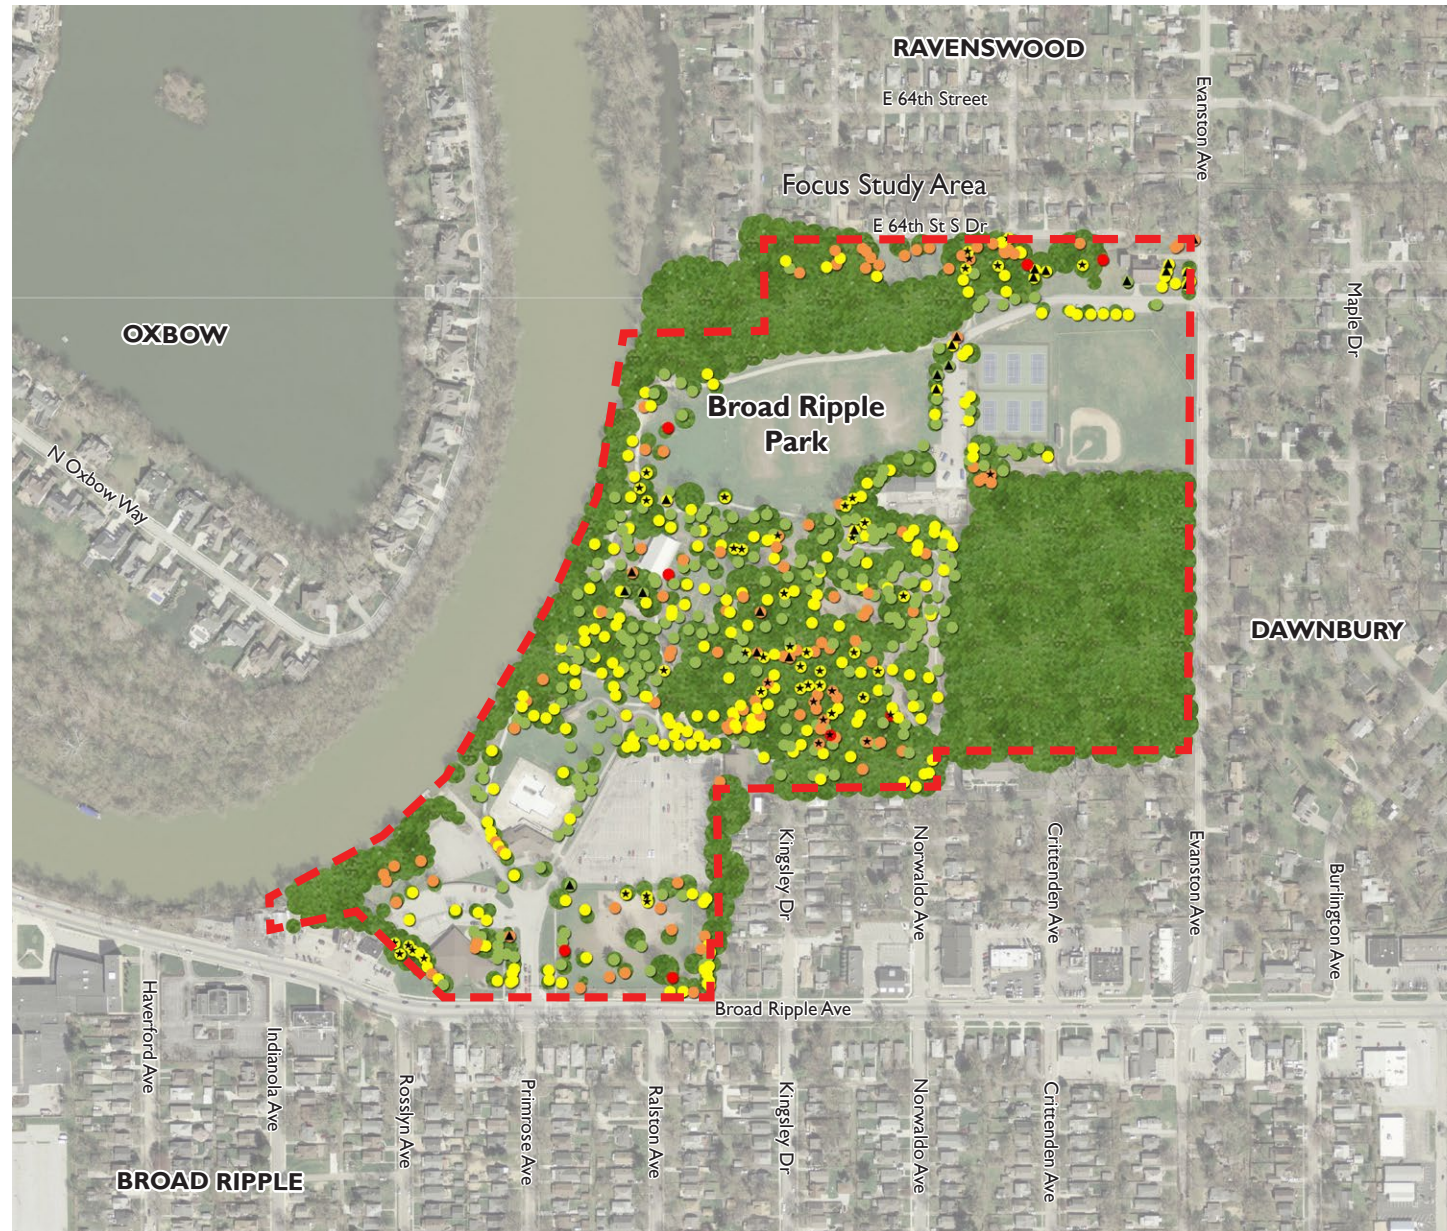 RAVENSWOOD
E 64th Street
Evanston Ave
Focus Study Area
E 64th St S Dr
OXBOW
Maple Dr
Broad Ripple
Park
N Oxbow Way
DAWNBURY
Kingsley Dr
Norwaldo Ave
Crittenden Ave
Evanston Ave
Burlington Ave
Broad Ripple Ave
Haverford Ave
Indianola Ave
Rosslyn Ave
Primrose Ave
Ralston Ave
Kingsley Dr
Norwaldo Ave
Crittenden Ave
BROAD RIPPLE